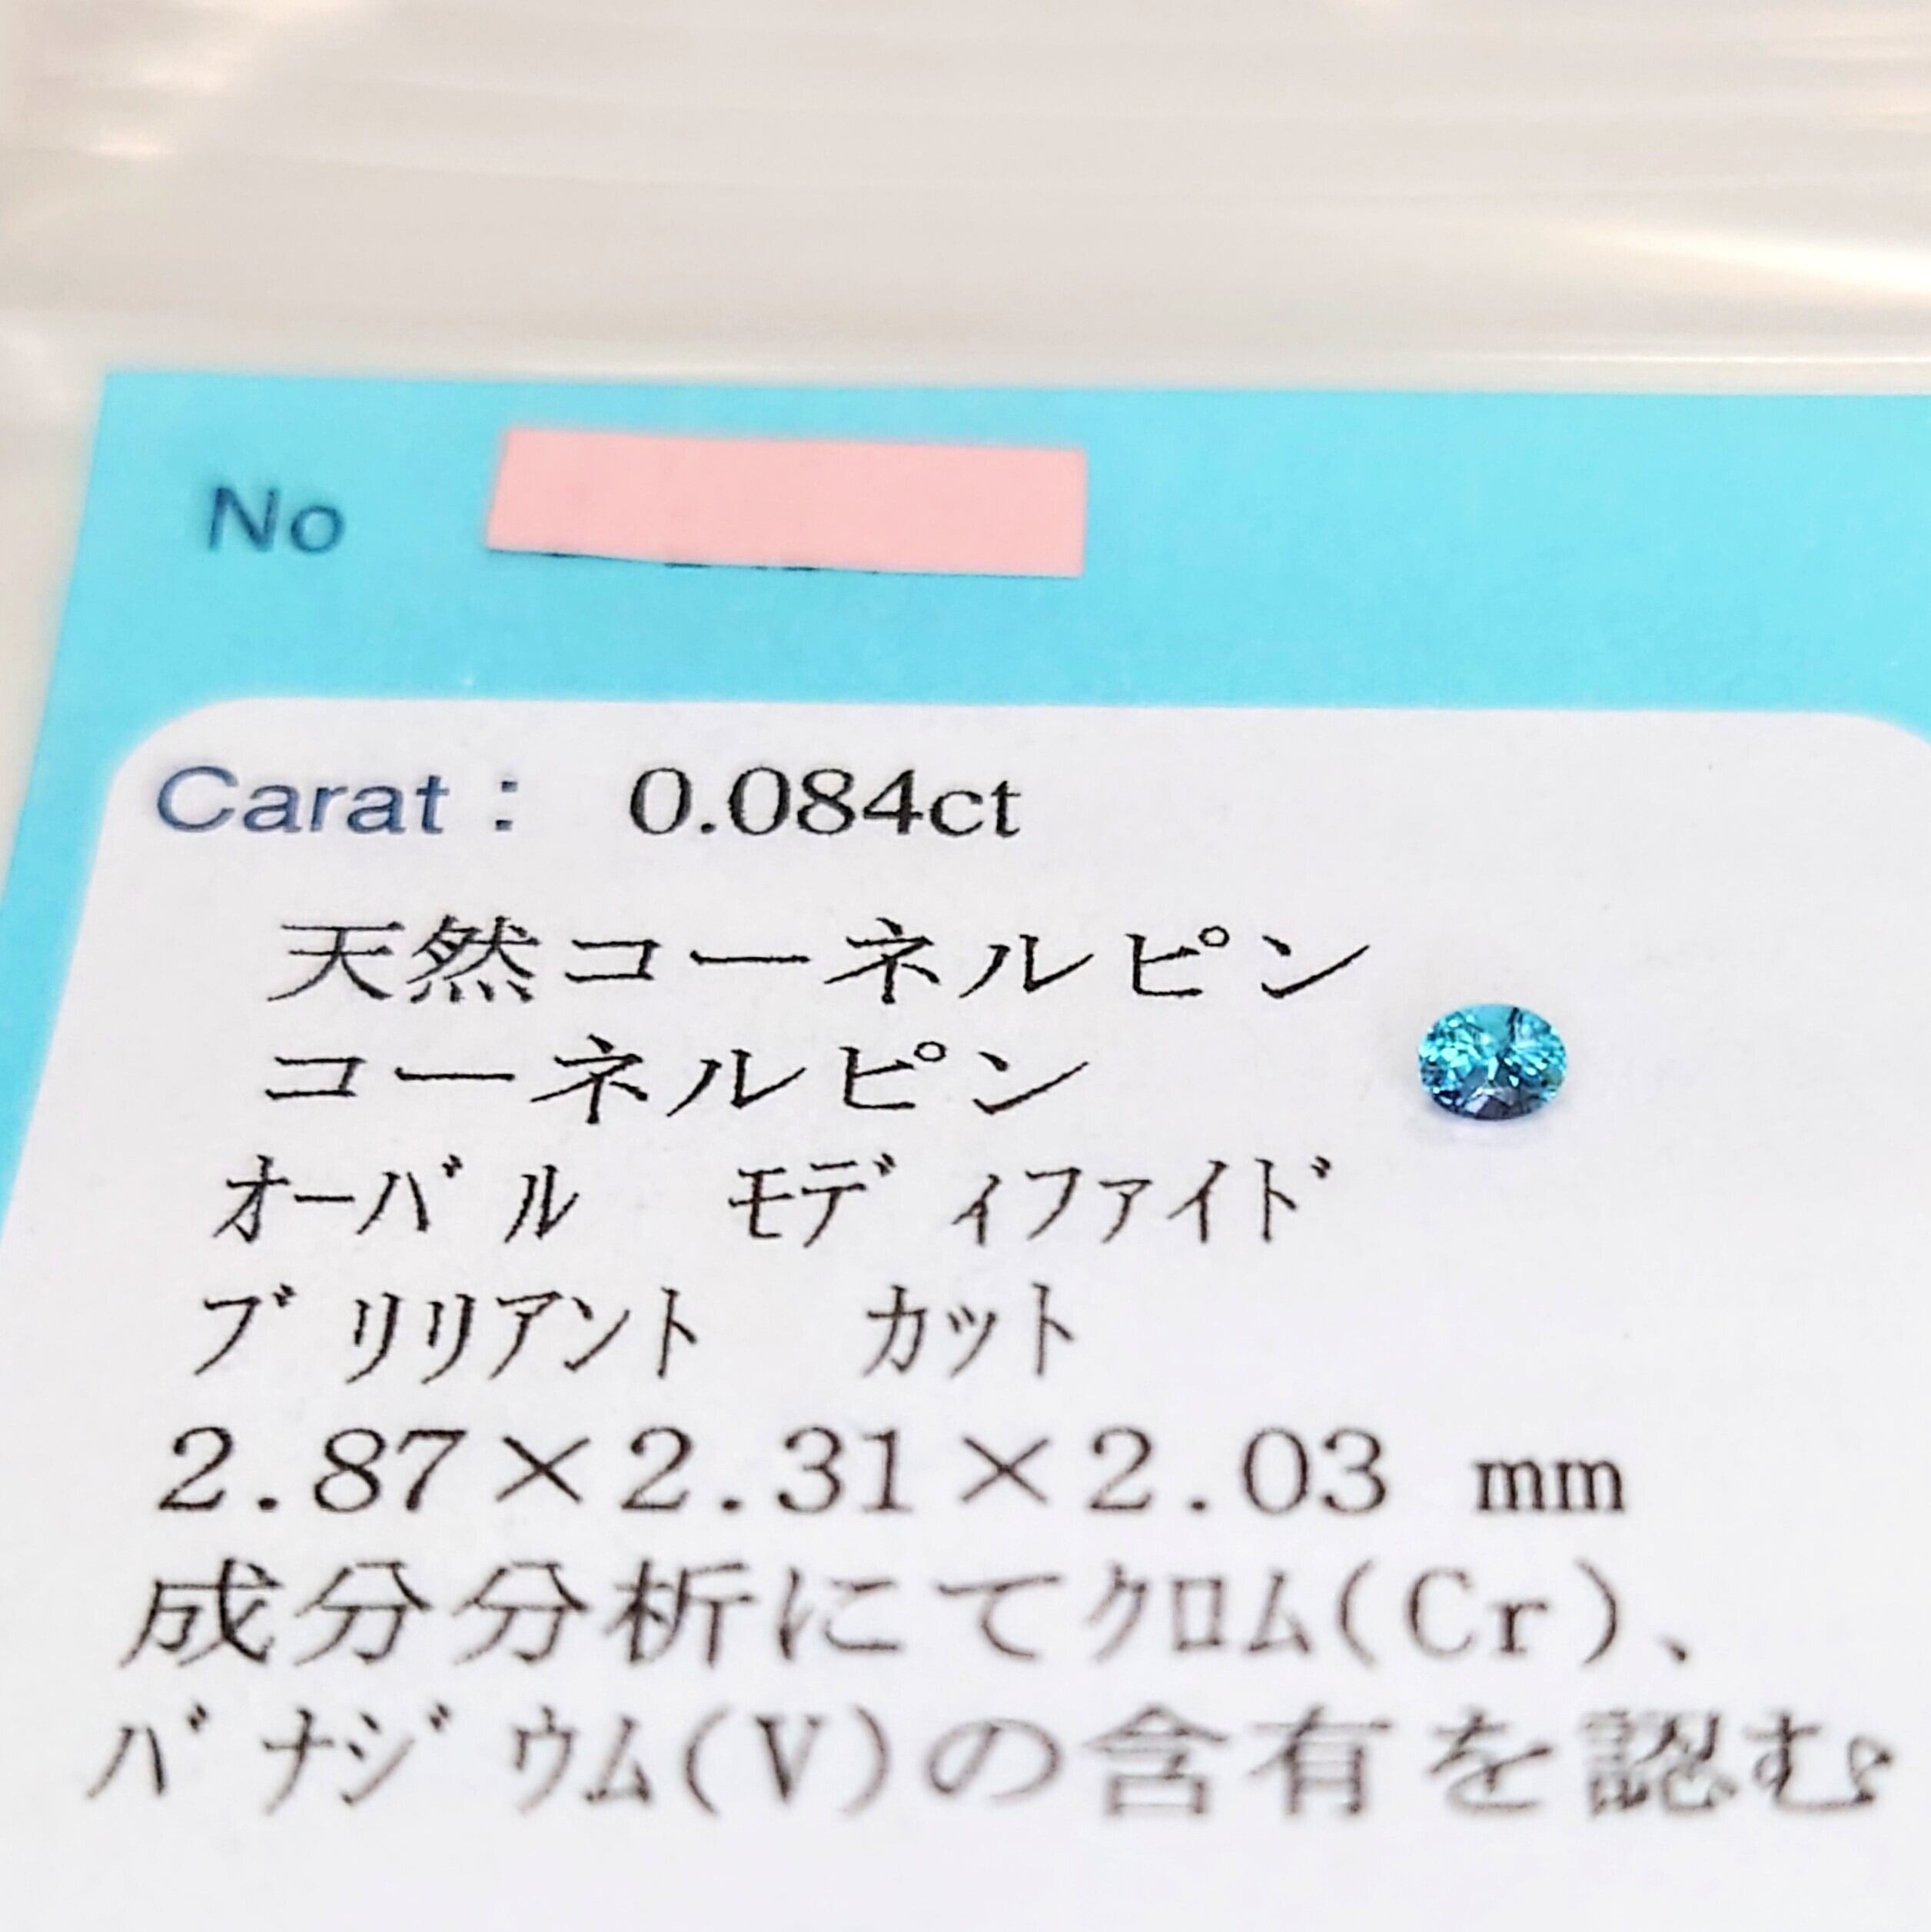 No
Carat： 0.084ct
天然コーネルピン
コーネルピン
ｵｰﾊﾞﾙ ﾓﾃﾞｨﾌｧｲﾄﾞ
ﾌﾞﾘﾘｱﾝﾄ ｶｯﾄ
2.87×2.31×2.03 mm
成分分析にてｸﾛﾑ(Cr)、
ﾊﾞﾅｼﾞｳﾑ(V)の含有を認む